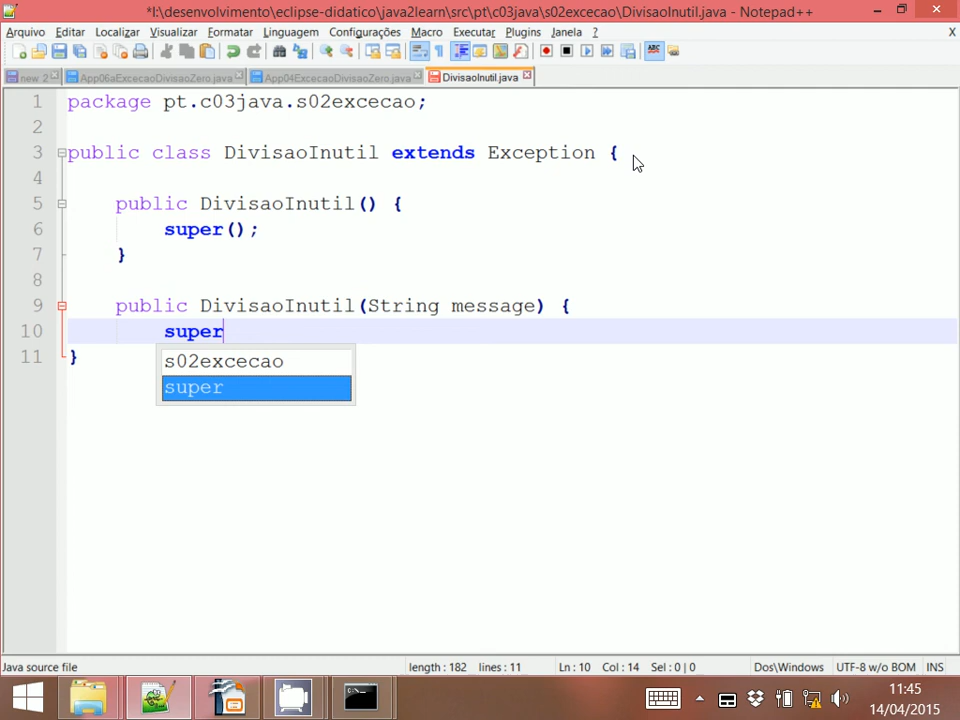 *I:\desenvolvimento\eclipse-didatico\java2learn\src\pt\c03java\s02excecao\DivisaoInutil.java - Notepad++
Arquivo Editar Localizar Visualizar Formatar Linguagem Configurações Macro Executar Plugins Janela ? X
new 2 App06aExcecaoDivisaoZero.java App04ExcecaoDivisaoZero.java DivisaoInutil.java
1 package pt.c03java.s02excecao;
2
3 public class DivisaoInutil extends Exception {
4
5 public DivisaoInutil() {
6 super();
7 }
8
9 public DivisaoInutil(String message) {
10 super
11 }
s02excecao
super
Java source file length : 182 lines : 11 Ln : 10 Col : 14 Sel : 0 | 0 Dos\Windows UTF-8 w/o BOM INS
11:45
14/04/2015